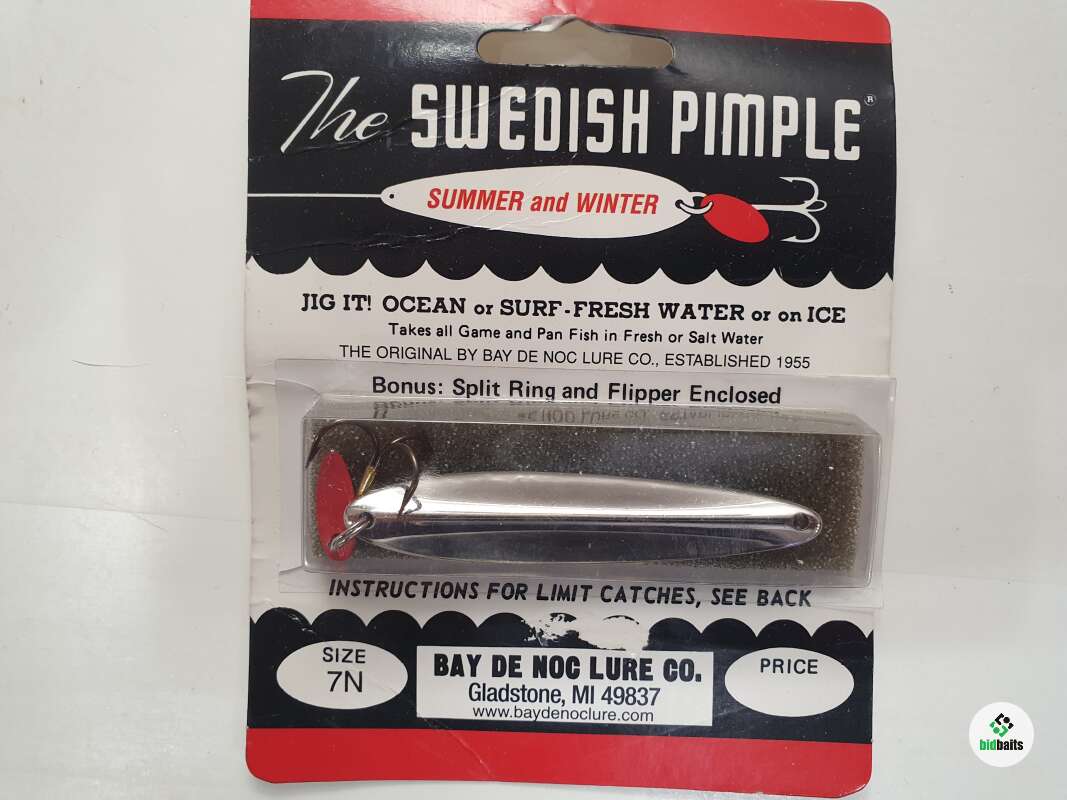 The SWEDISH PIMPLE®
SUMMER and WINTER
JIG IT! OCEAN or SURF-FRESH WATER or on ICE
Takes all Game and Pan Fish in Fresh or Salt Water
THE ORIGINAL BY BAY DE NOC LURE CO., ESTABLISHED 1955
Bonus: Split Ring and Flipper Enclosed
INSTRUCTIONS FOR LIMIT CATCHES, SEE BACK
SIZE
7N
BAY DE NOC LURE CO.
Gladstone, MI 49837
www.baydenoclure.com
PRICE
bidbaits